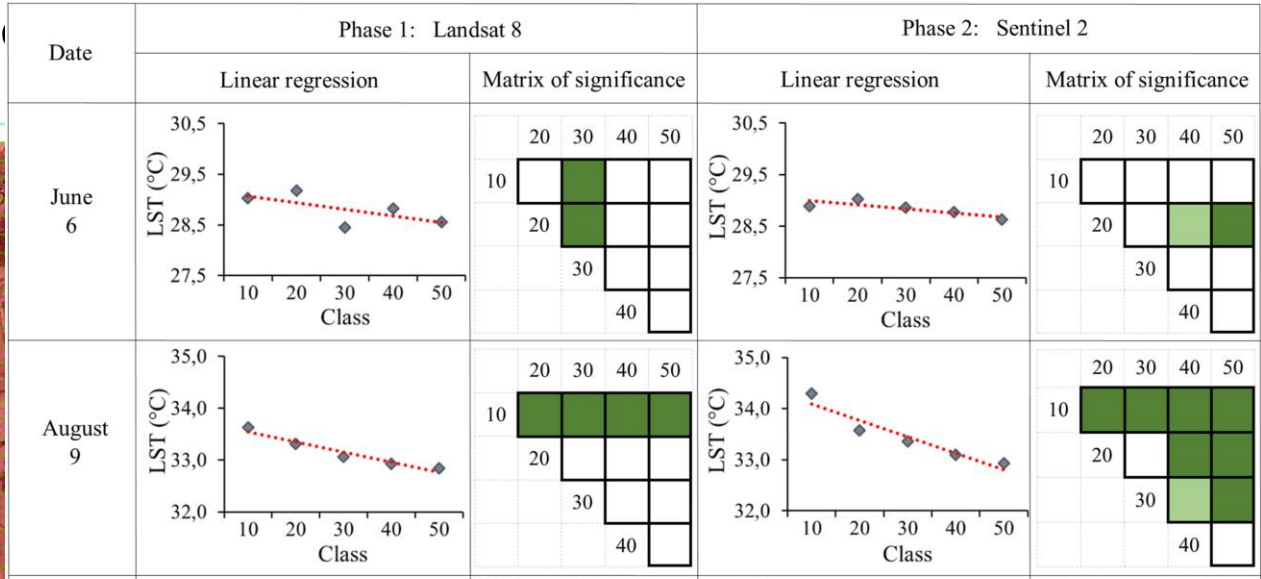 Date
Phase 1: Landsat 8
Phase 2: Sentinel 2
Linear regression
Matrix of significance
Linear regression
Matrix of significance
June
6
LST (°C)
30,5
29,5
28,5
27,5
10 20 30 40 50
Class
20 30 40 50
10
20
30
40
LST (°C)
30,5
29,5
28,5
27,5
10 20 30 40 50
Class
20 30 40 50
10
20
30
40
August
9
LST (°C)
35,0
34,0
33,0
32,0
10 20 30 40 50
Class
20 30 40 50
10
20
30
40
LST (°C)
35,0
34,0
33,0
32,0
10 20 30 40 50
Class
20 30 40 50
10
20
30
40